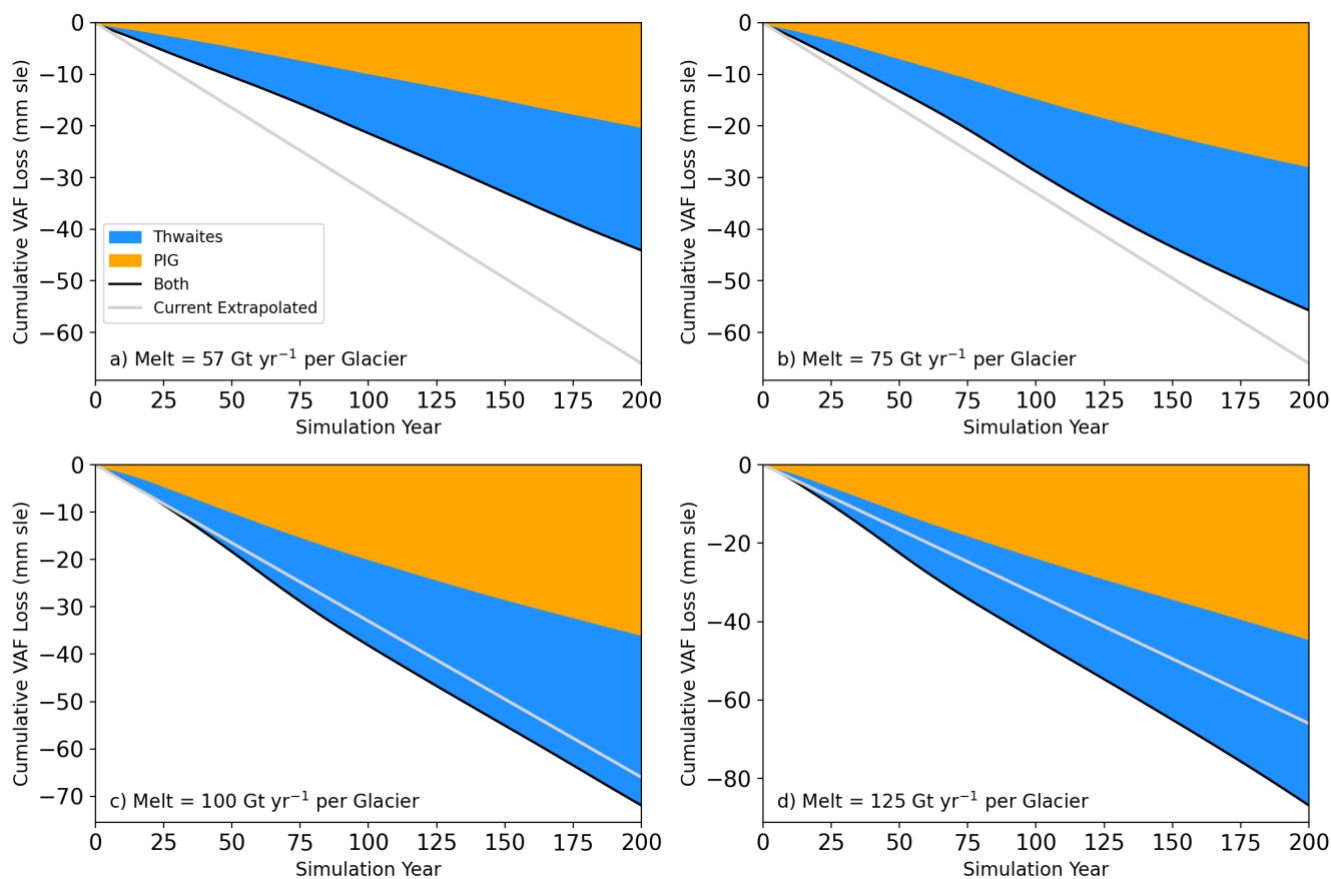 0
−10
−20
−30
−40
−50
−60
Cumulative VAF Loss (mm sle)
Thwaites
PIG
Both
Current Extrapolated
a) Melt = 57 Gt yr⁻¹ per Glacier
0 25 50 75 100 125 150 175 200
Simulation Year
0
−10
−20
−30
−40
−50
−60
Cumulative VAF Loss (mm sle)
b) Melt = 75 Gt yr⁻¹ per Glacier
0 25 50 75 100 125 150 175 200
Simulation Year
0
−10
−20
−30
−40
−50
−60
−70
Cumulative VAF Loss (mm sle)
c) Melt = 100 Gt yr⁻¹ per Glacier
0 25 50 75 100 125 150 175 200
Simulation Year
0
−20
−40
−60
−80
Cumulative VAF Loss (mm sle)
d) Melt = 125 Gt yr⁻¹ per Glacier
0 25 50 75 100 125 150 175 200
Simulation Year